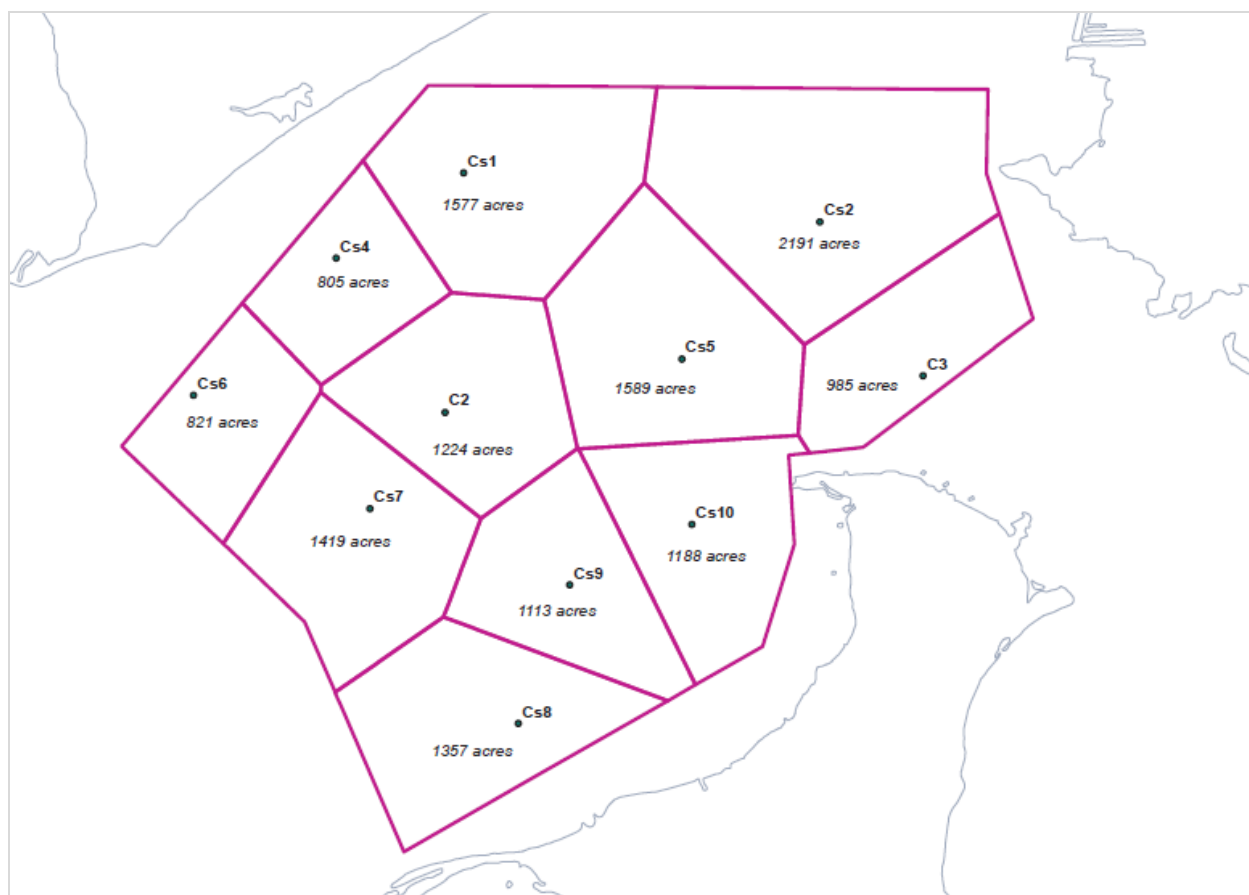 Cs1
1577 acres
Cs2
2191 acres
Cs4
805 acres
Cs5
1589 acres
C3
985 acres
Cs6
821 acres
C2
1224 acres
Cs7
1419 acres
Cs10
1188 acres
Cs9
1113 acres
Cs8
1357 acres